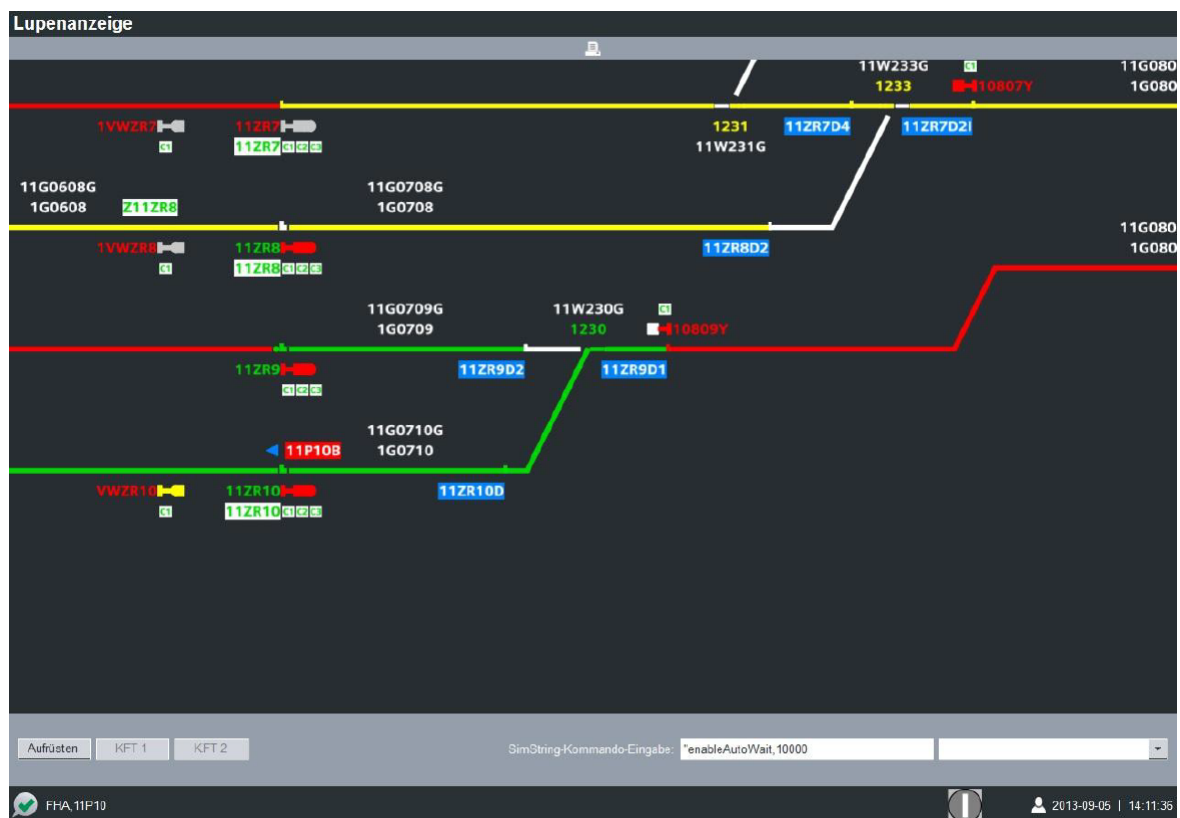 Lupenanzeige
11W233G C1 11G080
1233 10807Y 1G080
1VWZR7 11ZR7 1231 11ZR7D4 11ZR7D2I
C1 11ZR7 C1 C2 C3 11W231G
11G0608G 11G0708G
1G0608 Z11ZR8 1G0708
11G080
1VWZR8 11ZR8 11ZR8D2 1G080
C1 11ZR8 C1 C2 C3
11G0709G 11W230G C1
1G0709 1230 10809Y
11ZR9 11ZR9D2 11ZR9D1
C1 C2 C3
11G0710G
11P10B 1G0710
VWZR10 11ZR10 11ZR10D
C1 11ZR10 C1 C2 C3
Aufrüsten KFT 1 KFT 2 SimString-Kommando-Eingabe: "enableAutoWait,10000
FHA,11P10 2013-09-05 | 14:11:36